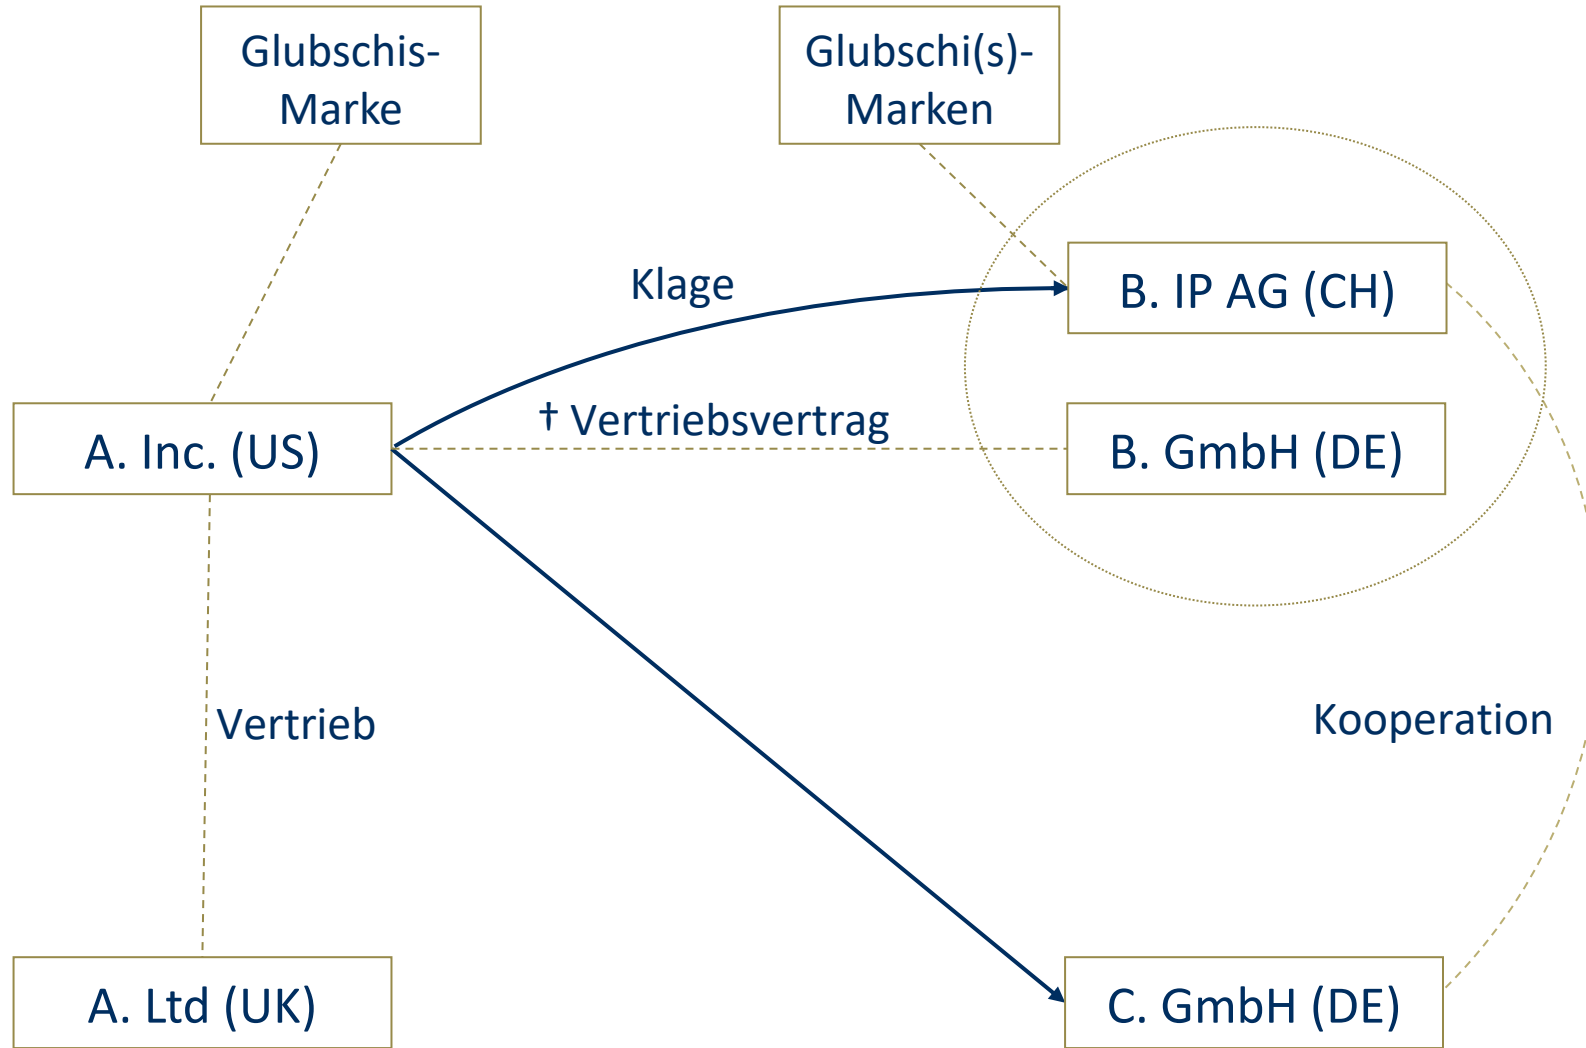 Glubschis-
Marke
Glubschi(s)-
Marken
Klage
B. IP AG (CH)
† Vertriebsvertrag
A. Inc. (US)
B. GmbH (DE)
Vertrieb
Kooperation
A. Ltd (UK)
C. GmbH (DE)